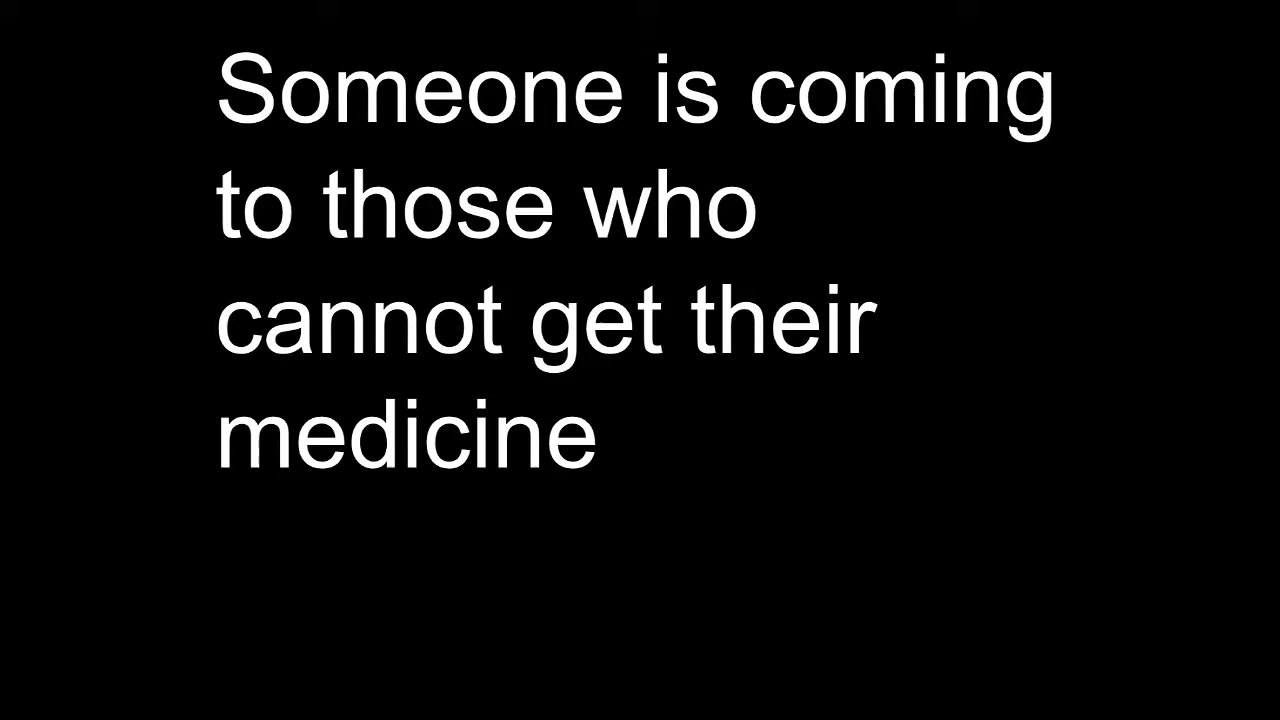 Someone is coming
to those who
cannot get their
medicine